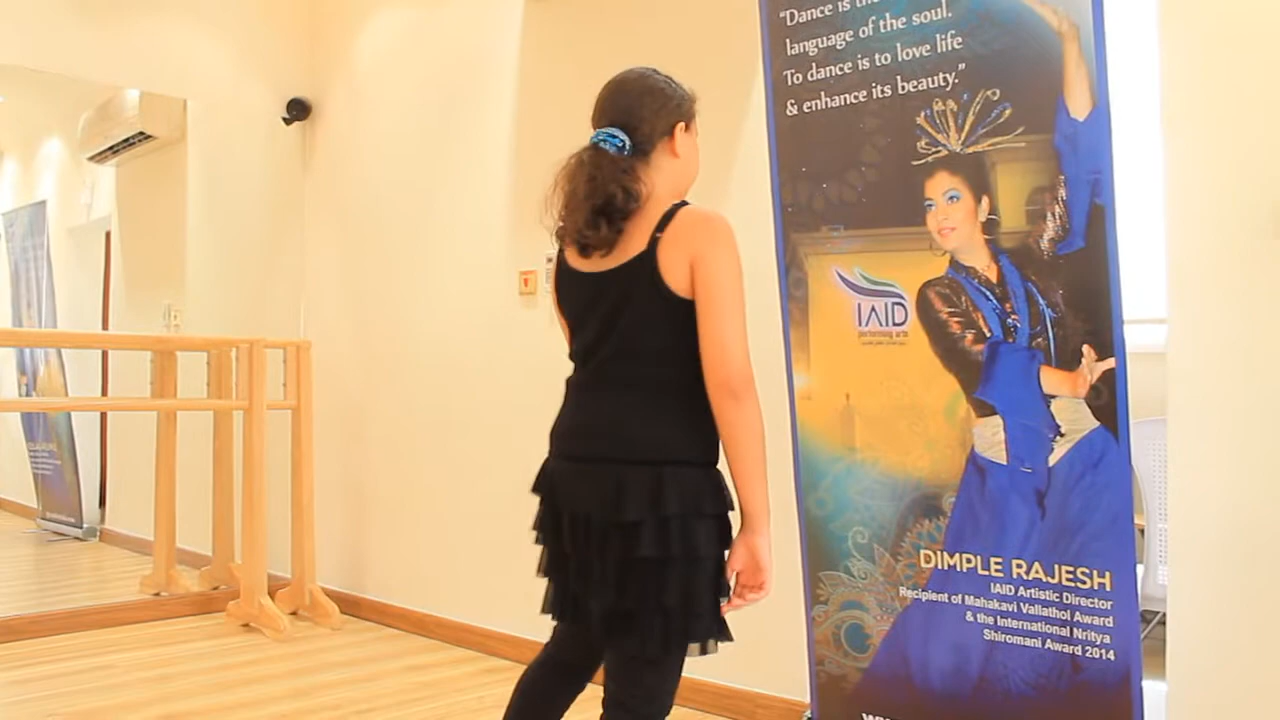 “Dance is the
language of the soul.
To dance is to love life
& enhance its beauty.”
IAID
performing arts
DIMPLE RAJESH
IAID Artistic Director
Recipient of Mahakavi Vallathol Award
& the International Nritya
Shiromani Award 2014